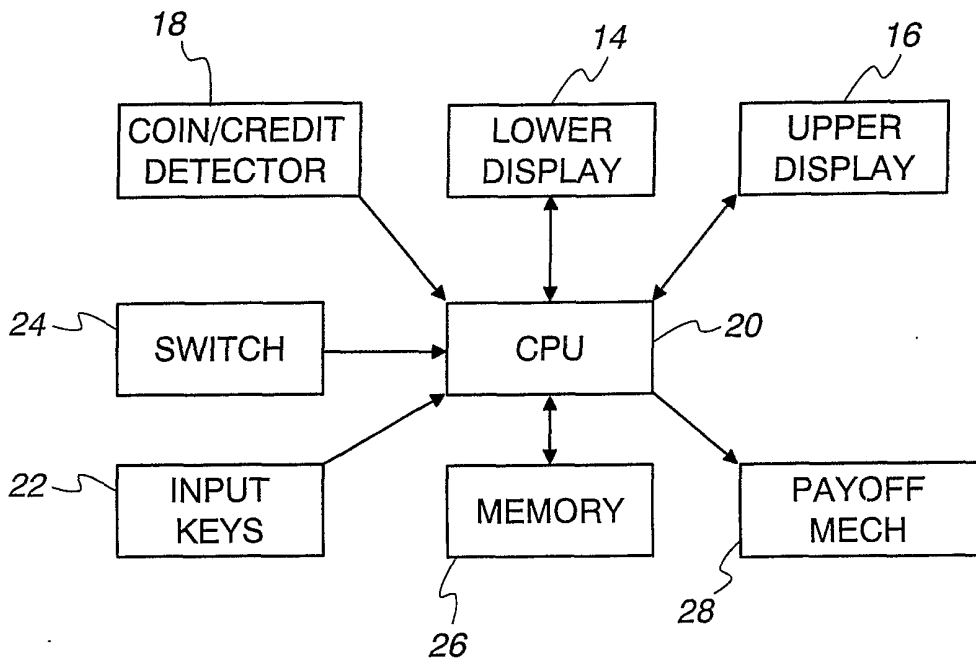 18
14
16
COIN/CREDIT
DETECTOR
LOWER
DISPLAY
UPPER
DISPLAY
24
SWITCH
CPU
20
22
INPUT
KEYS
MEMORY
PAYOFF
MECH
26
28